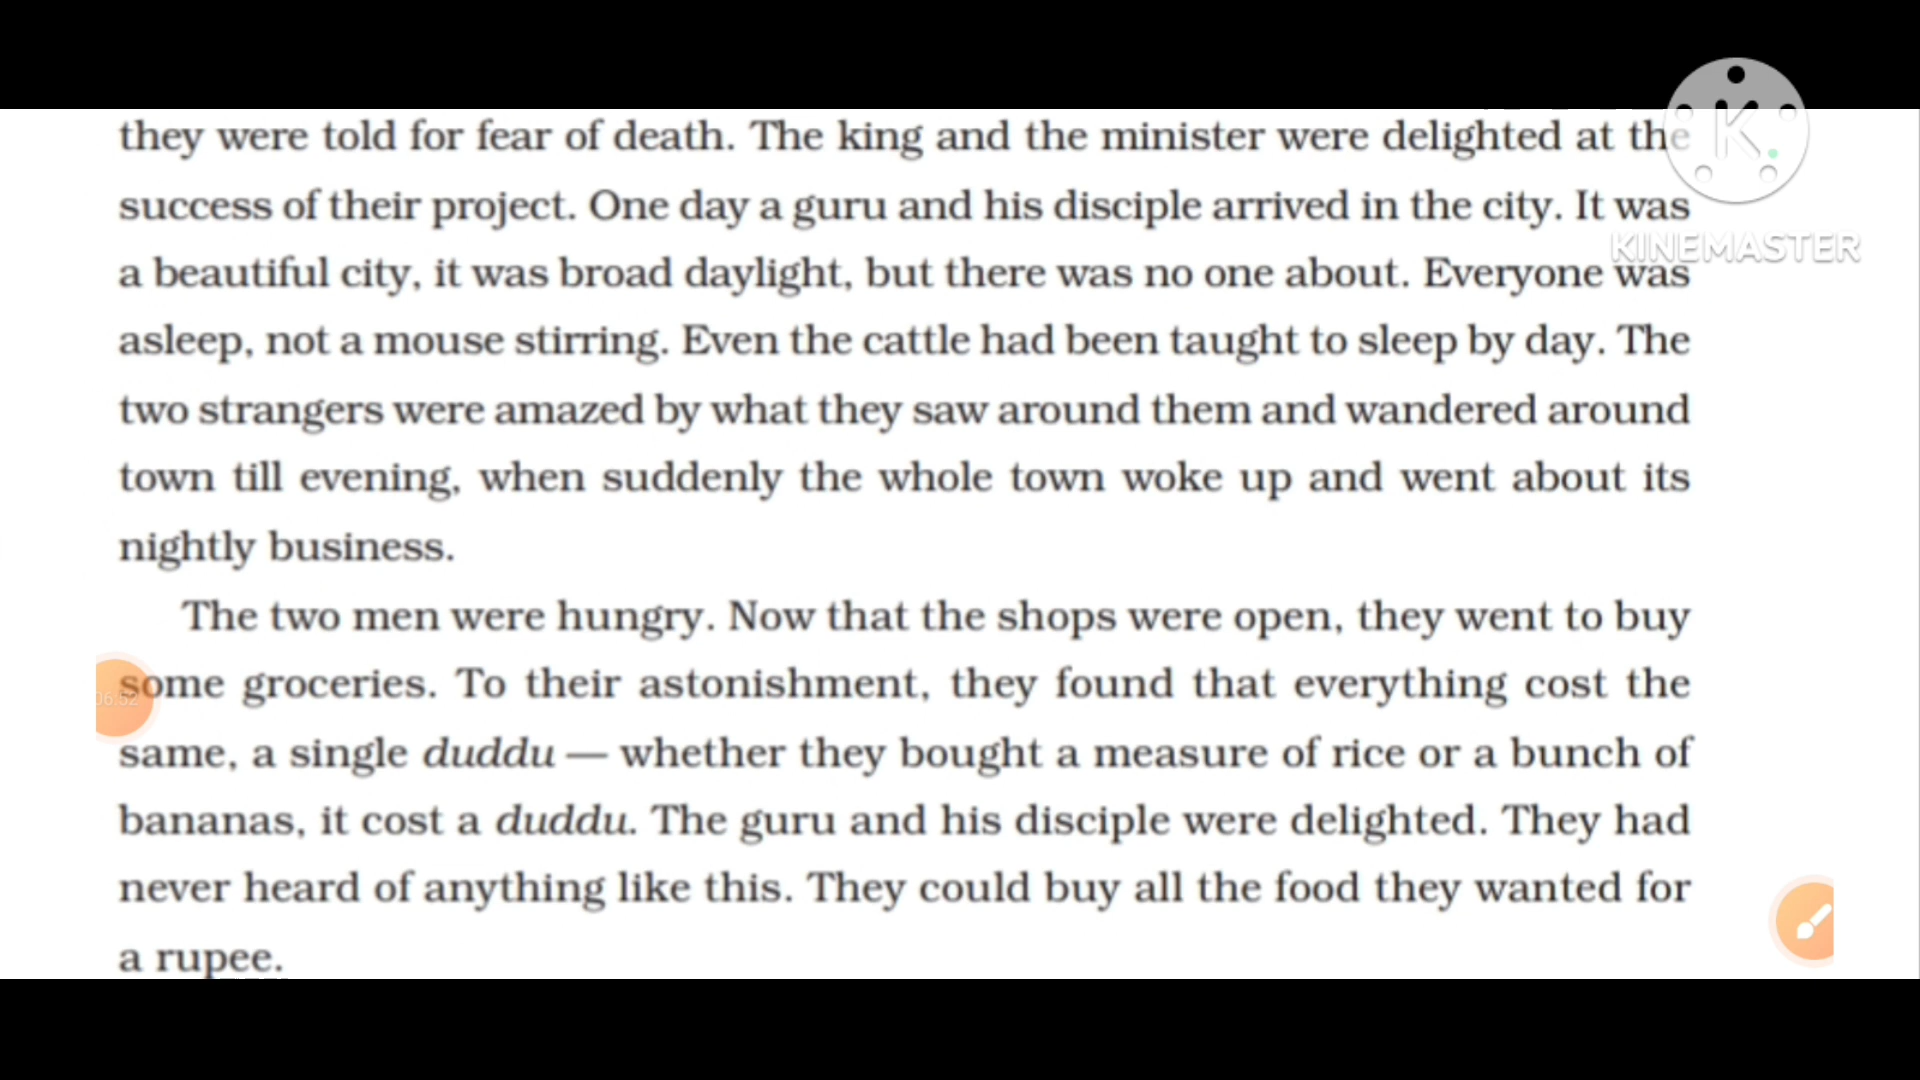 they were told for fear of death. The king and the minister were delighted at the
success of their project. One day a guru and his disciple arrived in the city. It was
a beautiful city, it was broad daylight, but there was no one about. Everyone was
asleep, not a mouse stirring. Even the cattle had been taught to sleep by day. The
two strangers were amazed by what they saw around them and wandered around
town till evening, when suddenly the whole town woke up and went about its
nightly business.
The two men were hungry. Now that the shops were open, they went to buy
some groceries. To their astonishment, they found that everything cost the
same, a single duddu — whether they bought a measure of rice or a bunch of
bananas, it cost a duddu. The guru and his disciple were delighted. They had
never heard of anything like this. They could buy all the food they wanted for
a rupee.
K
KINEMASTER
06:52